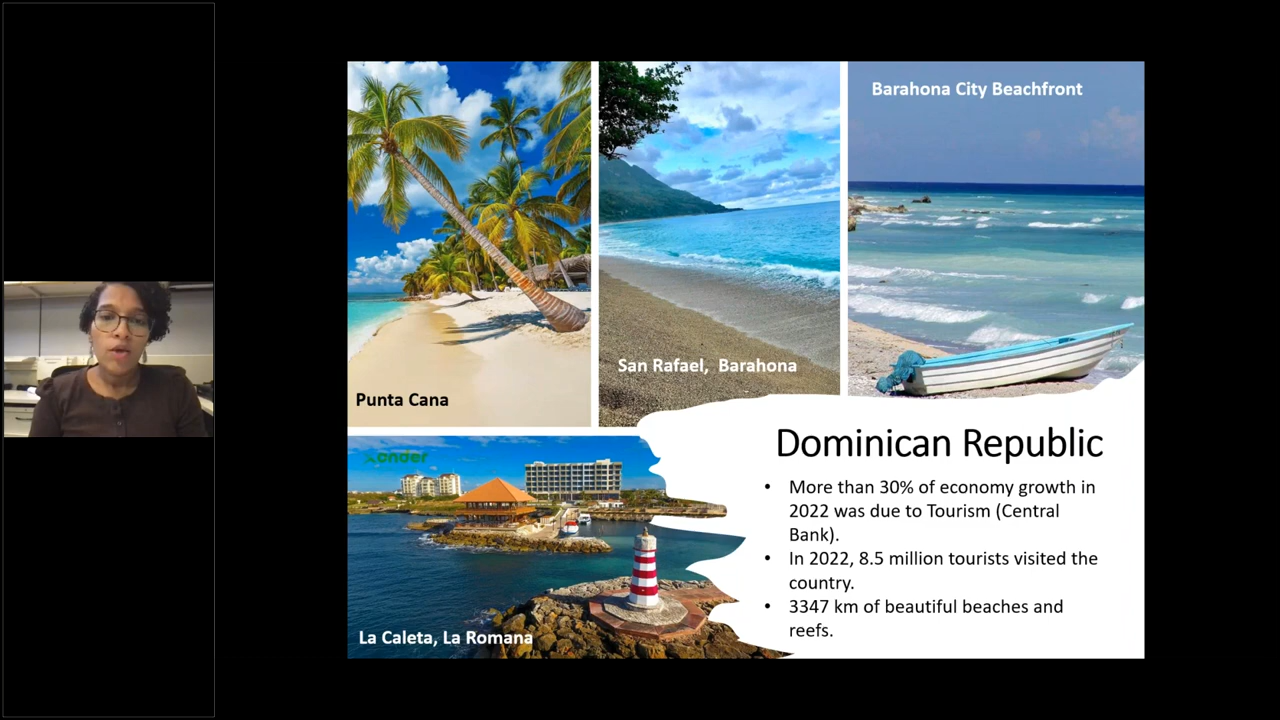 Barahona City Beachfront
San Rafael,  Barahona
Punta Cana
xonder
La Caleta, La Romana
Dominican Republic
• More than 30% of economy growth in
2022 was due to Tourism (Central
Bank).
• In 2022, 8.5 million tourists visited the
country.
• 3347 km of beautiful beaches and
reefs.